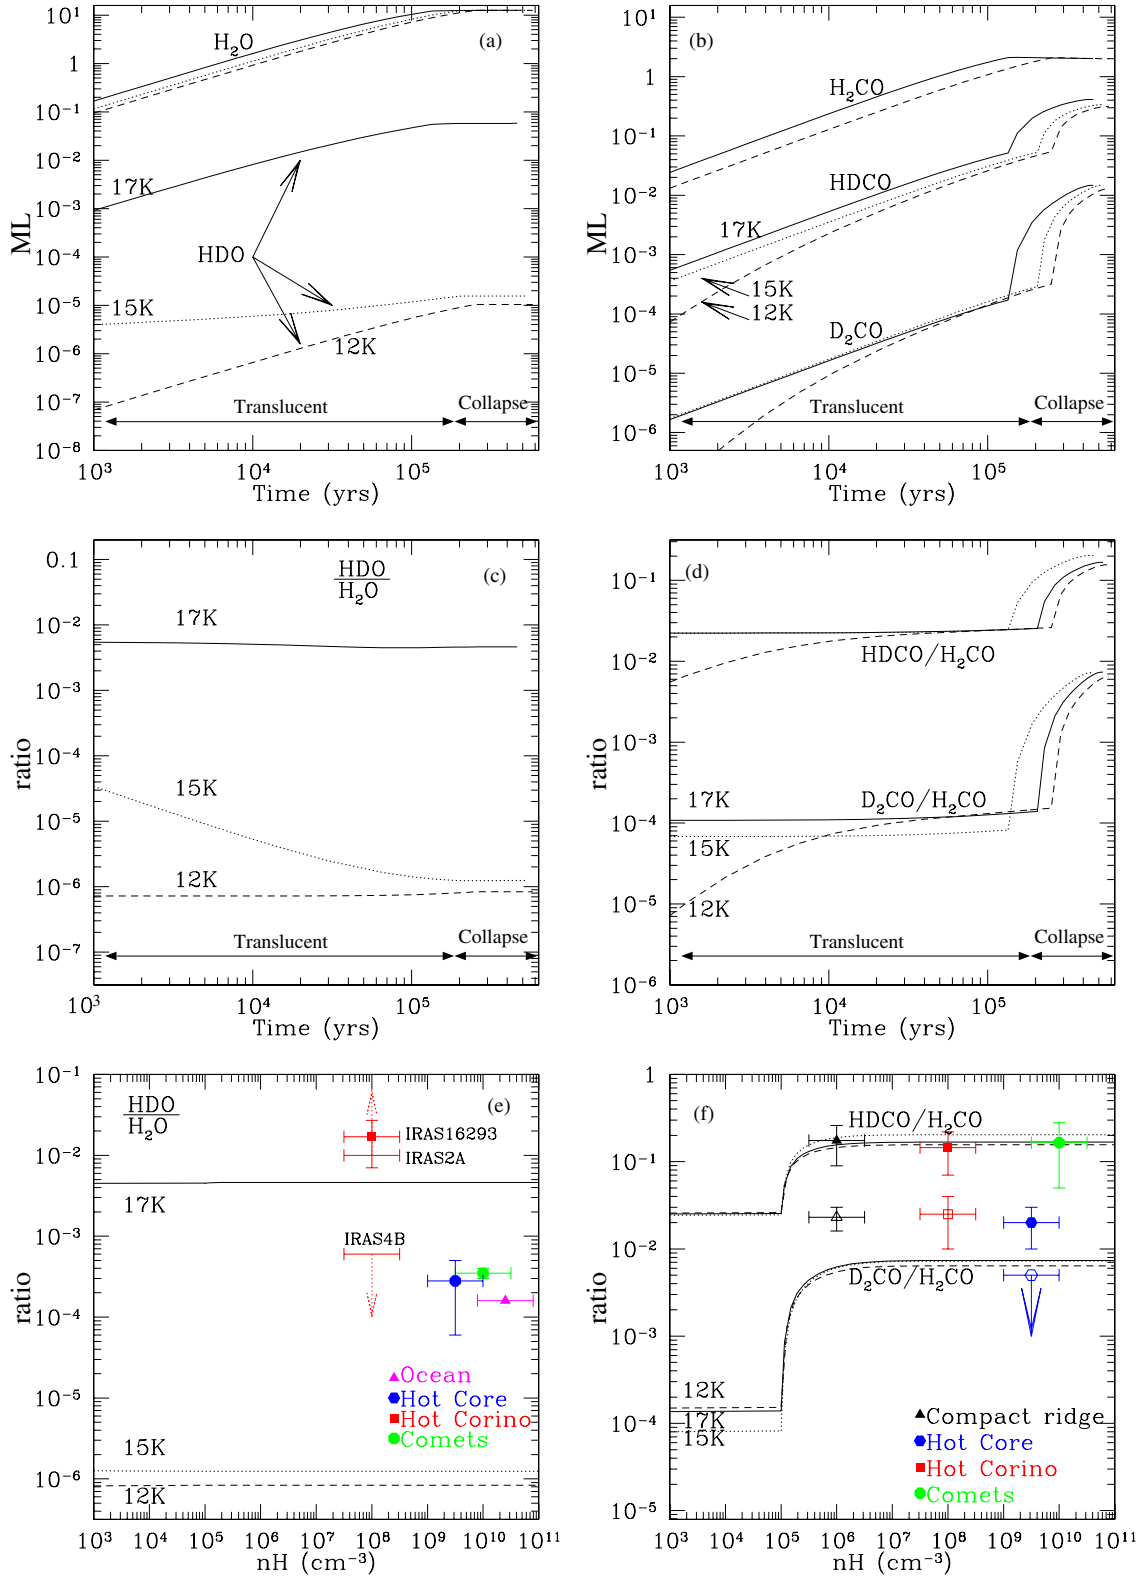 (a)
H₂O
17K
HDO
15K
12K
Translucent
Collapse
ML
10¹
1
10⁻¹
10⁻²
10⁻³
10⁻⁴
10⁻⁵
10⁻⁶
10⁻⁷
10⁻⁸
10³
10⁴
10⁵
Time (yrs)
(b)
H₂CO
HDCO
17K
15K
12K
D₂CO
Translucent
Collapse
ML
10¹
1
10⁻¹
10⁻²
10⁻³
10⁻⁴
10⁻⁵
10⁻⁶
10³
10⁴
10⁵
Time (yrs)
(c)
HDO
H₂O
17K
15K
12K
Translucent
Collapse
ratio
0.1
10⁻²
10⁻³
10⁻⁴
10⁻⁵
10⁻⁶
10⁻⁷
10³
10⁴
10⁵
Time (yrs)
(d)
HDCO/H₂CO
17K
D₂CO/H₂CO
15K
12K
Translucent
Collapse
ratio
10⁻¹
10⁻²
10⁻³
10⁻⁴
10⁻⁵
10⁻⁶
10³
10⁴
10⁵
Time (yrs)
(e)
HDO
H₂O
IRAS16293
IRAS2A
17K
IRAS4B
Ocean
Hot Core
Hot Corino
Comets
15K
12K
ratio
10⁻¹
10⁻²
10⁻³
10⁻⁴
10⁻⁵
10⁻⁶
10³
10⁴
10⁵
10⁶
10⁷
10⁸
10⁹
10¹⁰
10¹¹
nH (cm⁻³)
(f)
HDCO/H₂CO
D₂CO/H₂CO
12K
17K
15K
Compact ridge
Hot Core
Hot Corino
Comets
ratio
1
10⁻¹
10⁻²
10⁻³
10⁻⁴
10⁻⁵
10³
10⁴
10⁵
10⁶
10⁷
10⁸
10⁹
10¹⁰
10¹¹
nH (cm⁻³)